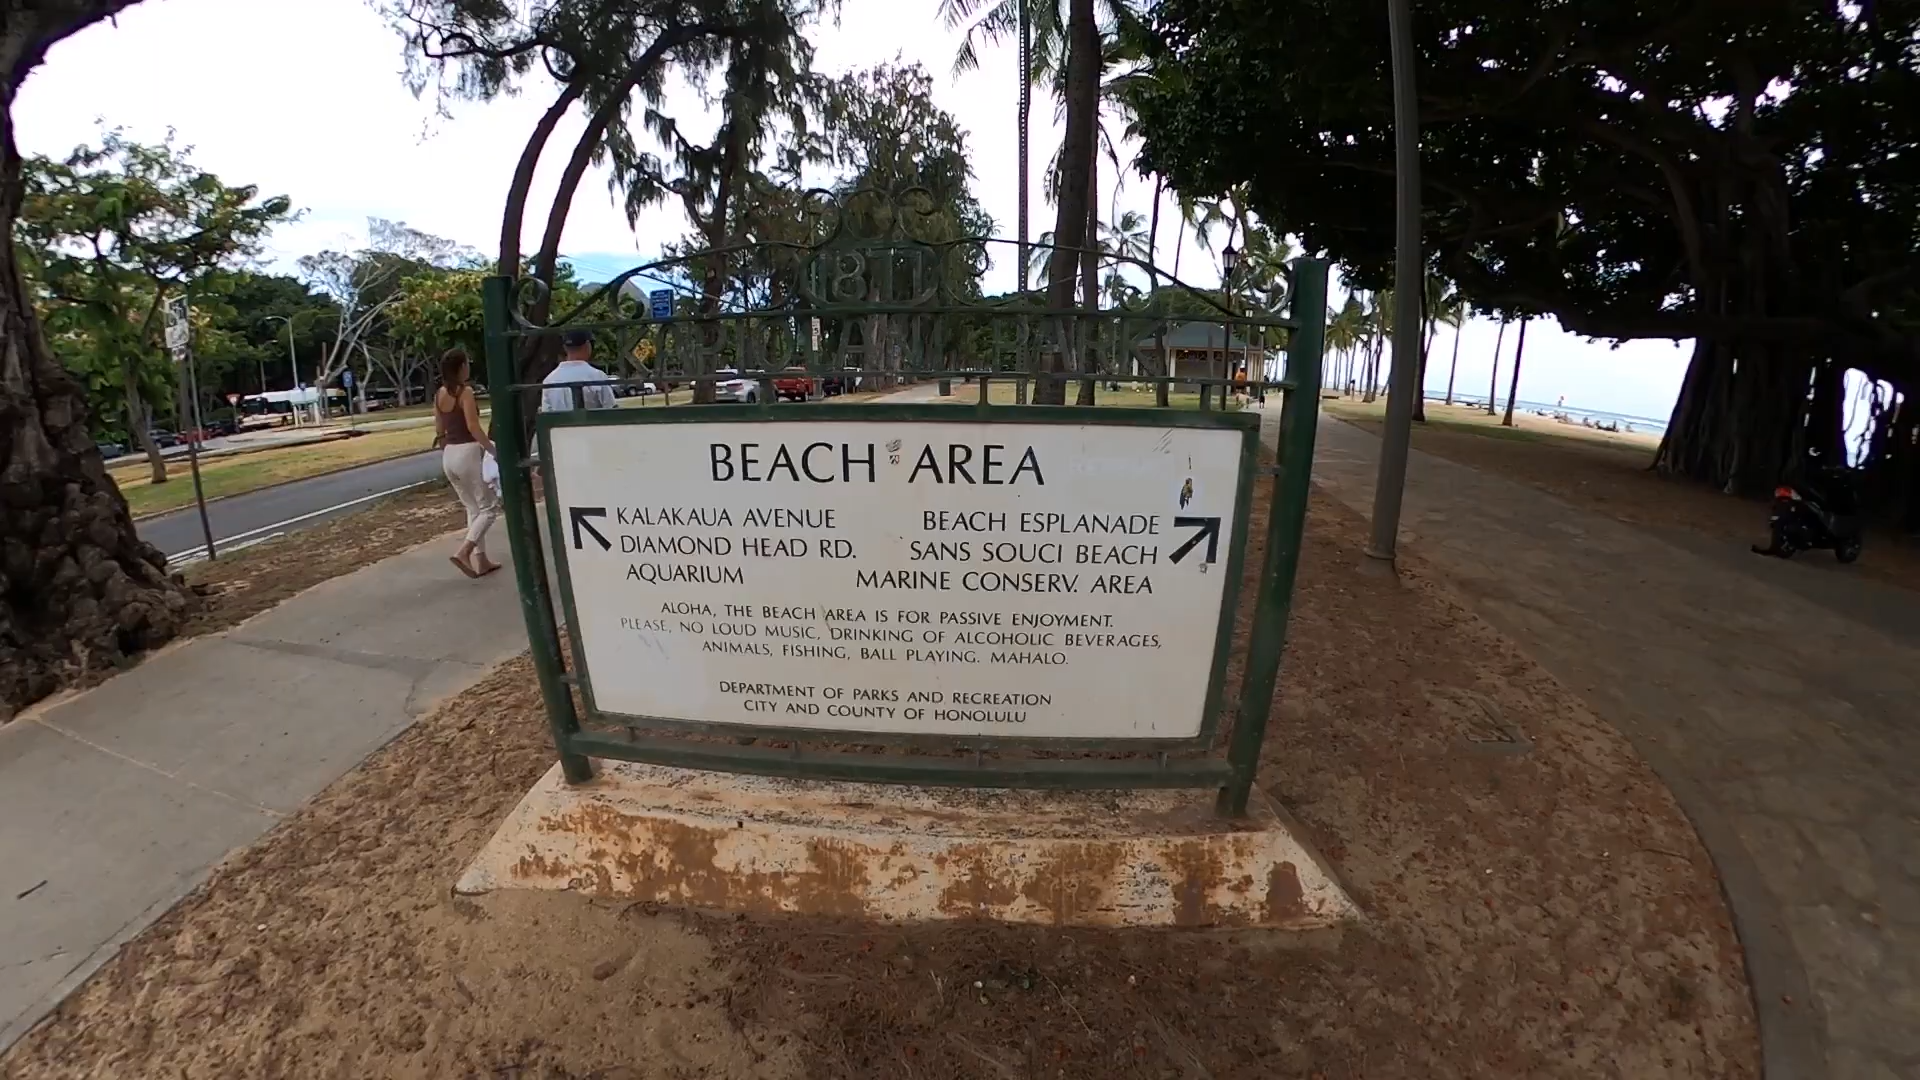 1877
KAPIOLANI PARK
BEACH AREA
KALAKAUA AVENUE
DIAMOND HEAD RD.
AQUARIUM
BEACH ESPLANADE
SANS SOUCI BEACH
MARINE CONSERV. AREA
ALOHA, THE BEACH AREA IS FOR PASSIVE ENJOYMENT.
PLEASE, NO LOUD MUSIC, DRINKING OF ALCOHOLIC BEVERAGES,
ANIMALS, FISHING, BALL PLAYING. MAHALO.
DEPARTMENT OF PARKS AND RECREATION
CITY AND COUNTY OF HONOLULU